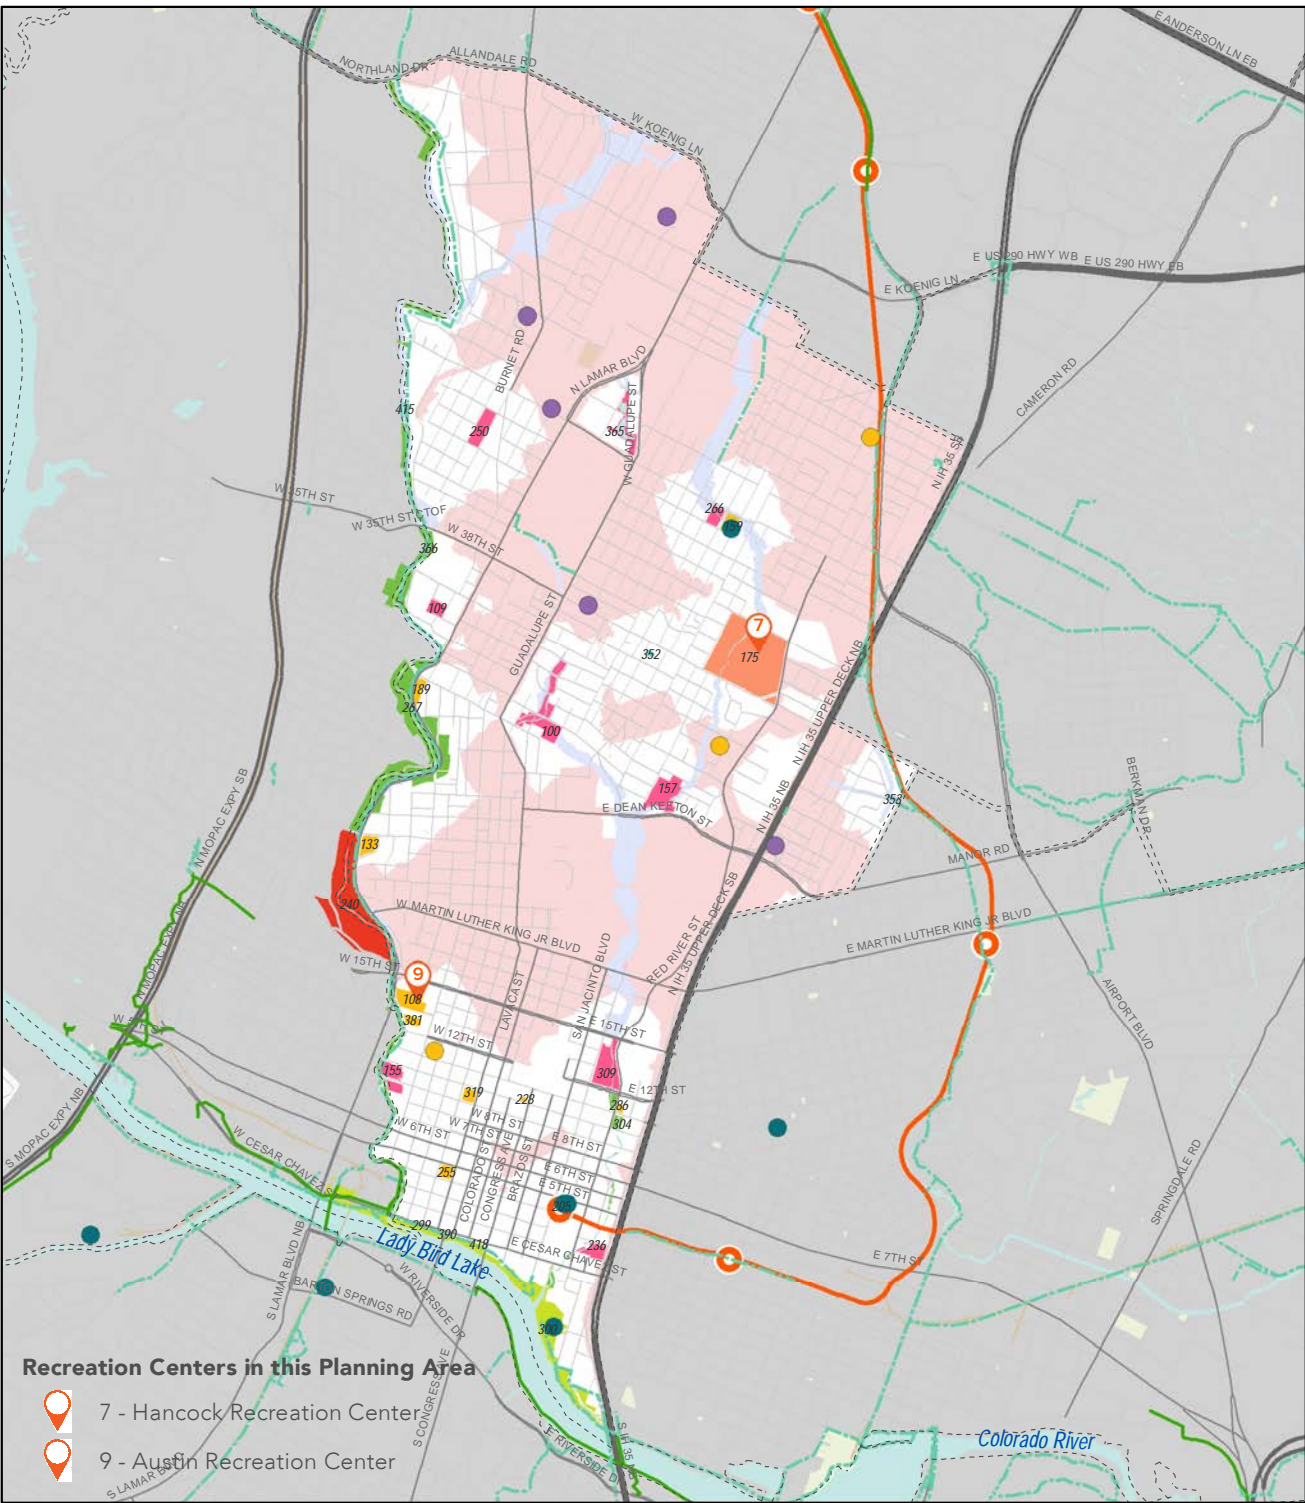 E ANDERSON LN EB
ALLANDALE RD
NORTHLAND DR
W KOENIG LN
E US 290 HWY WB
E US 290 HWY EB
E KOENIG LN
BURNET RD
N LAMAR BLVD
CAMERON RD
W GUADALUPE ST
415
250
365
N IH 35 SB
W 35TH ST
W 35TH ST CTOF
W 38TH ST
266
159
366
109
GUADALUPE ST
7
352
175
189
267
100
N IH 35 UPPER DECK NB
157
353
E DEAN KEETON ST
N IH 35 NB
BERKMAN DR
N MOPAC EXPY SB
133
MANOR RD
240
W MARTIN LUTHER KING JR BLVD
E MARTIN LUTHER KING JR BLVD
RED RIVER ST
N IH 35 UPPER DECK SB
N MOPAC EXPY NB
W 15TH ST
9
108
381
LAVACA ST
SAN JACINTO BLVD
E 15TH ST
AIRPORT BLVD
W 12TH ST
155
309
E 12TH ST
319
228
286
304
W 8TH ST
W 7TH ST
W 6TH ST
E 8TH ST
E 6TH ST
E 5TH ST
S MOPAC EXPY NB
W CESAR CHAVEZ ST
255
COLORADO ST
CONGRESS AVE
BRAZOS ST
205
299
390
418
236
E CESAR CHAVEZ ST
E 7TH ST
SPRINGDALE RD
Lady Bird Lake
S LAMAR BLVD NB
BARTON SPRINGS RD
W RIVERSIDE DR
300
Recreation Centers in this Planning Area
7 - Hancock Recreation Center
9 - Austin Recreation Center
S CONGRESS AVE
S LAMAR BLVD
E RIVERSIDE DR
Colorado River